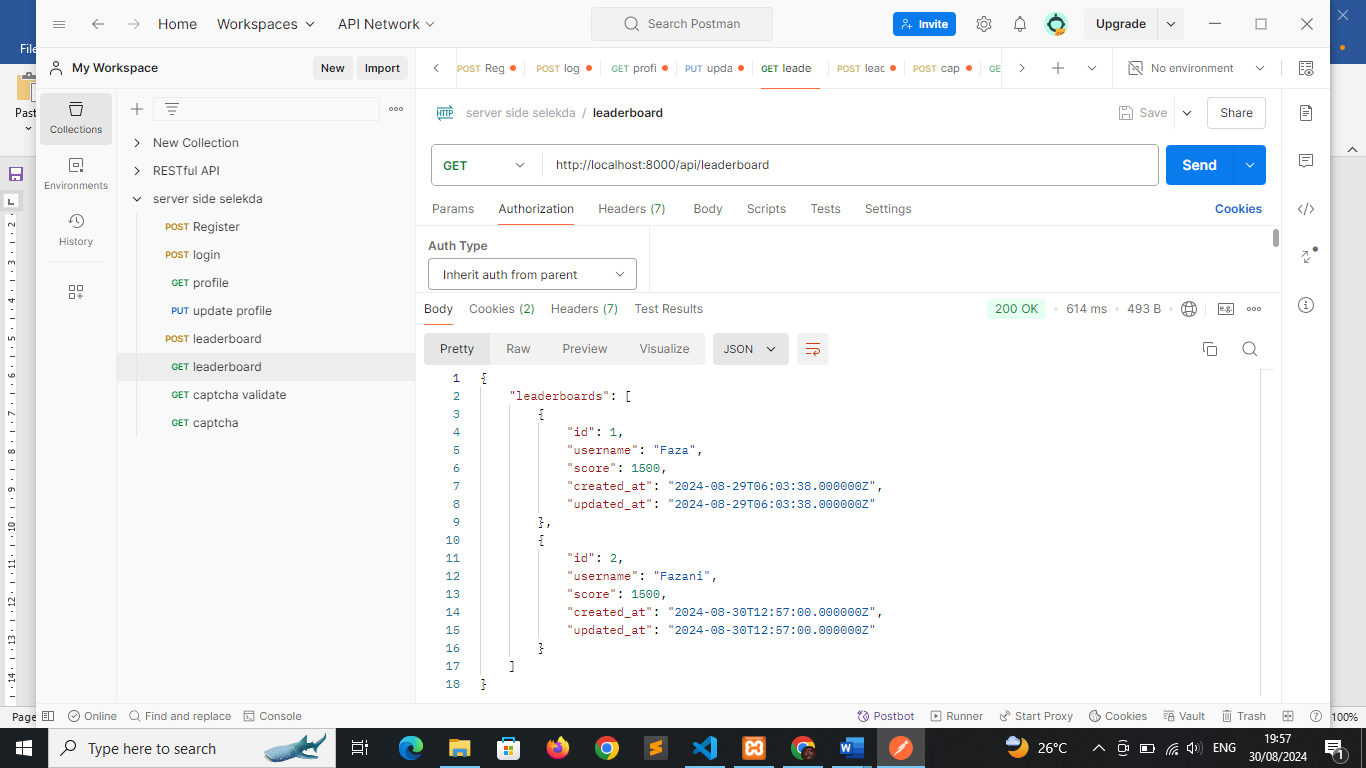 File
Home
Workspaces
API Network
Search Postman
Invite
Upgrade
My Workspace
New
Import
POST Reg
POST log
GET profi
PUT upda
GET leade
POST leac
POST cap
GE
No environment
Past
Collections
Environments
History
New Collection
RESTful API
server side selekda
POST Register
POST login
GET profile
PUT update profile
POST leaderboard
GET leaderboard
GET captcha validate
GET captcha
HTTP
server side selekda / leaderboard
Save
Share
GET
http://localhost:8000/api/leaderboard
Send
Params
Authorization
Headers (7)
Body
Scripts
Tests
Settings
Cookies
Auth Type
Inherit auth from parent
Body
Cookies (2)
Headers (7)
Test Results
200 OK
614 ms
493 B
e.g.
Pretty
Raw
Preview
Visualize
JSON
1 {
2 "leaderboards": [
3 {
4 "id": 1,
5 "username": "Faza",
6 "score": 1500,
7 "created_at": "2024-08-29T06:03:38.000000Z",
8 "updated_at": "2024-08-29T06:03:38.000000Z"
9 },
10 {
11 "id": 2,
12 "username": "Fazani",
13 "score": 1500,
14 "created_at": "2024-08-30T12:57:00.000000Z",
15 "updated_at": "2024-08-30T12:57:00.000000Z"
16 }
17 ]
18 }
Page
Online
Find and replace
Console
Postbot
Runner
Start Proxy
Cookies
Vault
Trash
100%
Type here to search
26°C
ENG
19:57
30/08/2024
1